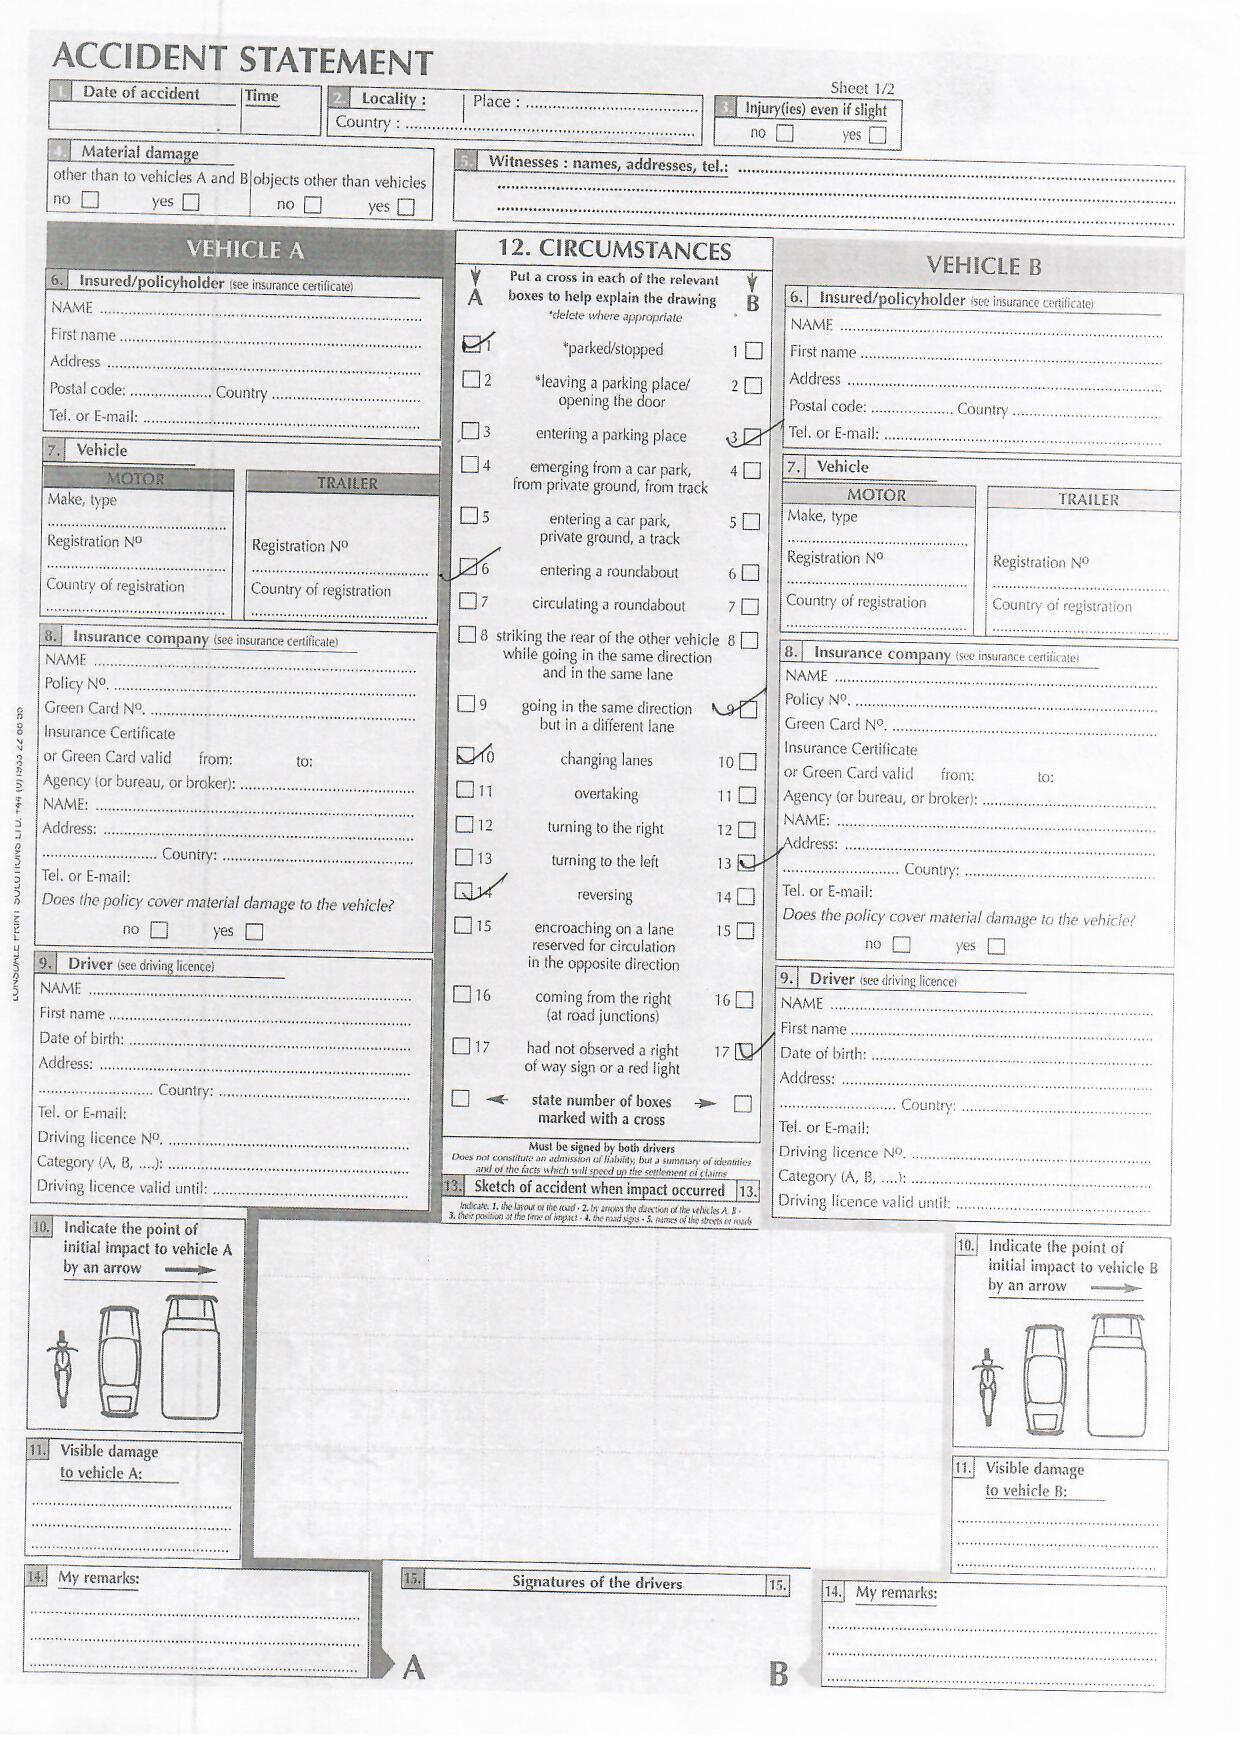 ACCIDENT STATEMENT
Sheet 1/2
1. Date of accident Time
2. Locality : Place : ..........
Country : ..........
3. Injury(ies) even if slight
no yes
4. Material damage
other than to vehicles A and B objects other than vehicles
no yes no yes
5. Witnesses : names, addresses, tel.: ..........
VEHICLE A
6. Insured/policyholder (see insurance certificate)
NAME ..........
First name ..........
Address ..........
Postal code: .......... Country ..........
Tel. or E-mail: ..........
7. Vehicle
MOTOR TRAILER
Make, type
Registration Nº Registration Nº
Country of registration Country of registration
8. Insurance company (see insurance certificate)
NAME ..........
Policy Nº. ..........
Green Card Nº. ..........
Insurance Certificate
or Green Card valid from: to:
Agency (or bureau, or broker): ..........
NAME: ..........
Address: ..........
.......... Country: ..........
Tel. or E-mail:
Does the policy cover material damage to the vehicle?
no yes
9. Driver (see driving licence)
NAME ..........
First name ..........
Date of birth: ..........
Address: ..........
.......... Country: ..........
Tel. or E-mail:
Driving licence Nº. ..........
Category (A, B, ....): ..........
Driving licence valid until: ..........
10. Indicate the point of
initial impact to vehicle A
by an arrow
11. Visible damage
to vehicle A:
14. My remarks:
12. CIRCUMSTANCES
A Put a cross in each of the relevant
boxes to help explain the drawing B
*delete where appropriate
1 *parked/stopped 1
2 *leaving a parking place/ 2
opening the door
3 entering a parking place 3
4 emerging from a car park, 4
from private ground, from track
5 entering a car park, 5
private ground, a track
6 entering a roundabout 6
7 circulating a roundabout 7
8 striking the rear of the other vehicle 8
while going in the same direction
and in the same lane
9 going in the same direction 9
but in a different lane
10 changing lanes 10
11 overtaking 11
12 turning to the right 12
13 turning to the left 13
14 reversing 14
15 encroaching on a lane 15
reserved for circulation
in the opposite direction
16 coming from the right 16
(at road junctions)
17 had not observed a right 17
of way sign or a red light
state number of boxes
marked with a cross
Must be signed by both drivers
Does not constitute an admission of liability, but a summary of identities
and of the facts which will speed up the settlement of claims
13. Sketch of accident when impact occurred 13.
Indicate: 1. the layout of the road - 2. by arrows the direction of the vehicles A, B -
3. their position at the time of impact - 4. the road signs - 5. names of the streets or roads
15. Signatures of the drivers 15.
A B
VEHICLE B
6. Insured/policyholder (see insurance certificate)
NAME ..........
First name ..........
Address ..........
Postal code: .......... Country ..........
Tel. or E-mail: ..........
7. Vehicle
MOTOR TRAILER
Make, type
Registration Nº Registration Nº
Country of registration Country of registration
8. Insurance company (see insurance certificate)
NAME ..........
Policy Nº. ..........
Green Card Nº. ..........
Insurance Certificate
or Green Card valid from: to:
Agency (or bureau, or broker): ..........
NAME: ..........
Address: ..........
.......... Country: ..........
Tel. or E-mail:
Does the policy cover material damage to the vehicle?
no yes
9. Driver (see driving licence)
NAME ..........
First name ..........
Date of birth: ..........
Address: ..........
.......... Country: ..........
Tel. or E-mail:
Driving licence Nº. ..........
Category (A, B, ....): ..........
Driving licence valid until: ..........
10. Indicate the point of
initial impact to vehicle B
by an arrow
11. Visible damage
to vehicle B:
14. My remarks: